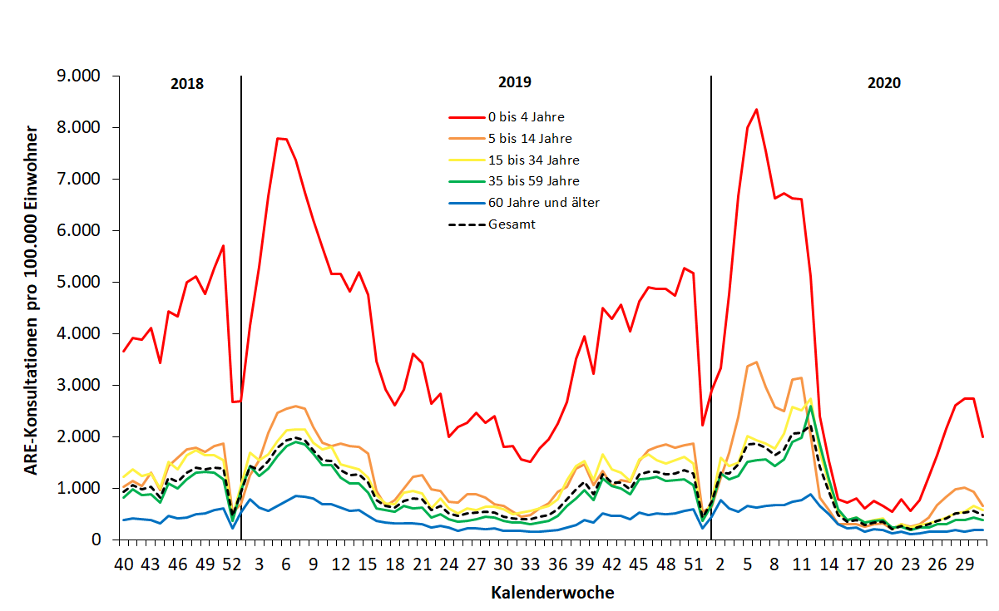 ARE-Konsultationen pro 100.000 Einwohner
9.000
8.000
7.000
6.000
5.000
4.000
3.000
2.000
1.000
0
2018
2019
2020
0 bis 4 Jahre
5 bis 14 Jahre
15 bis 34 Jahre
35 bis 59 Jahre
60 Jahre und älter
Gesamt
40 43 46 49 52 3 6 9 12 15 18 21 24 27 30 33 36 39 42 45 48 51 2 5 8 11 14 17 20 23 26 29
Kalenderwoche